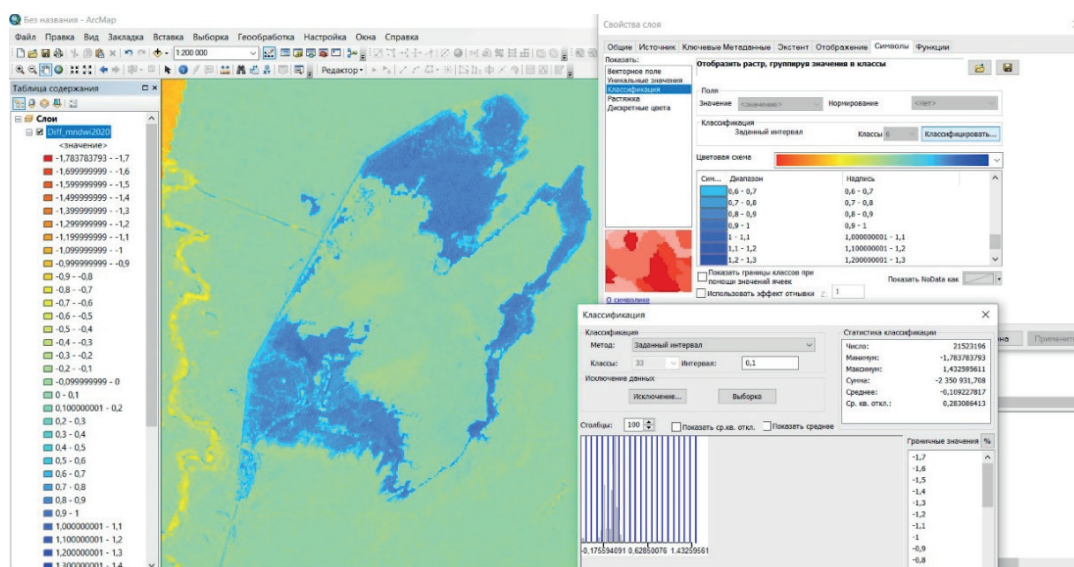 Без названия - ArcMap
Файл Правка Вид Закладка Вставка Выборка Геообработка Настройка Окна Справка
1:200 000
Редактор
Таблица содержания
Слои
Diff_mndwi2020
<значение>
-1,783783793 - -1,7
-1,699999999 - -1,6
-1,599999999 - -1,5
-1,499999999 - -1,4
-1,399999999 - -1,3
-1,299999999 - -1,2
-1,199999999 - -1,1
-1,099999999 - -1
-0,999999999 - -0,9
-0,9 - -0,8
-0,8 - -0,7
-0,7 - -0,6
-0,6 - -0,5
-0,5 - -0,4
-0,4 - -0,3
-0,3 - -0,2
-0,2 - -0,1
-0,099999999 - 0
0 - 0,1
0,100000001 - 0,2
0,2 - 0,3
0,3 - 0,4
0,4 - 0,5
0,5 - 0,6
0,6 - 0,7
0,7 - 0,8
0,8 - 0,9
0,9 - 1
1,000000001 - 1,1
1,100000001 - 1,2
1,200000001 - 1,3
1,300000001 - 1,4
Свойства слоя
Общие Источник Ключевые Метаданные Экстент Отображение Символы Функции
Показать:
Векторное поле
Уникальные значения
Классификация
Растяжка
Дискретные цвета
Отобразить растр, группируя значения в классы
Поля
Значение <значение> Нормирование <нет>
Классификация
Заданный интервал Классы 6 Классифицировать...
Цветовая схема
Сим... Диапазон Надпись
0,6 - 0,7 0,6 - 0,7
0,7 - 0,8 0,7 - 0,8
0,8 - 0,9 0,8 - 0,9
0,9 - 1 0,9 - 1
1 - 1,1 1,000000001 - 1,1
1,1 - 1,2 1,100000001 - 1,2
1,2 - 1,3 1,200000001 - 1,3
Показать границы классов при помощи значений ячеек
Показать NoData как
Использовать эффект отмывки Z: 1
О символике
Применить
Классификация
Классификация
Метод: Заданный интервал
Классы: 33 Интервал: 0,1
Исключение данных
Исключение... Выборка
Статистика классификации
Число: 21523196
Минимум: -1,783783793
Максимум: 1,432595611
Сумма: -2 350 931,708
Среднее: -0,109227817
Ср. кв. откл.: 0,283086413
Столбцы: 100 Показать ср.кв. откл. Показать среднее
Граничные значения %
-1,7
-1,6
-1,5
-1,4
-1,3
-1,2
-1,1
-1
-0,9
-0,8
-0,175594091 0,62850076 1,43259561